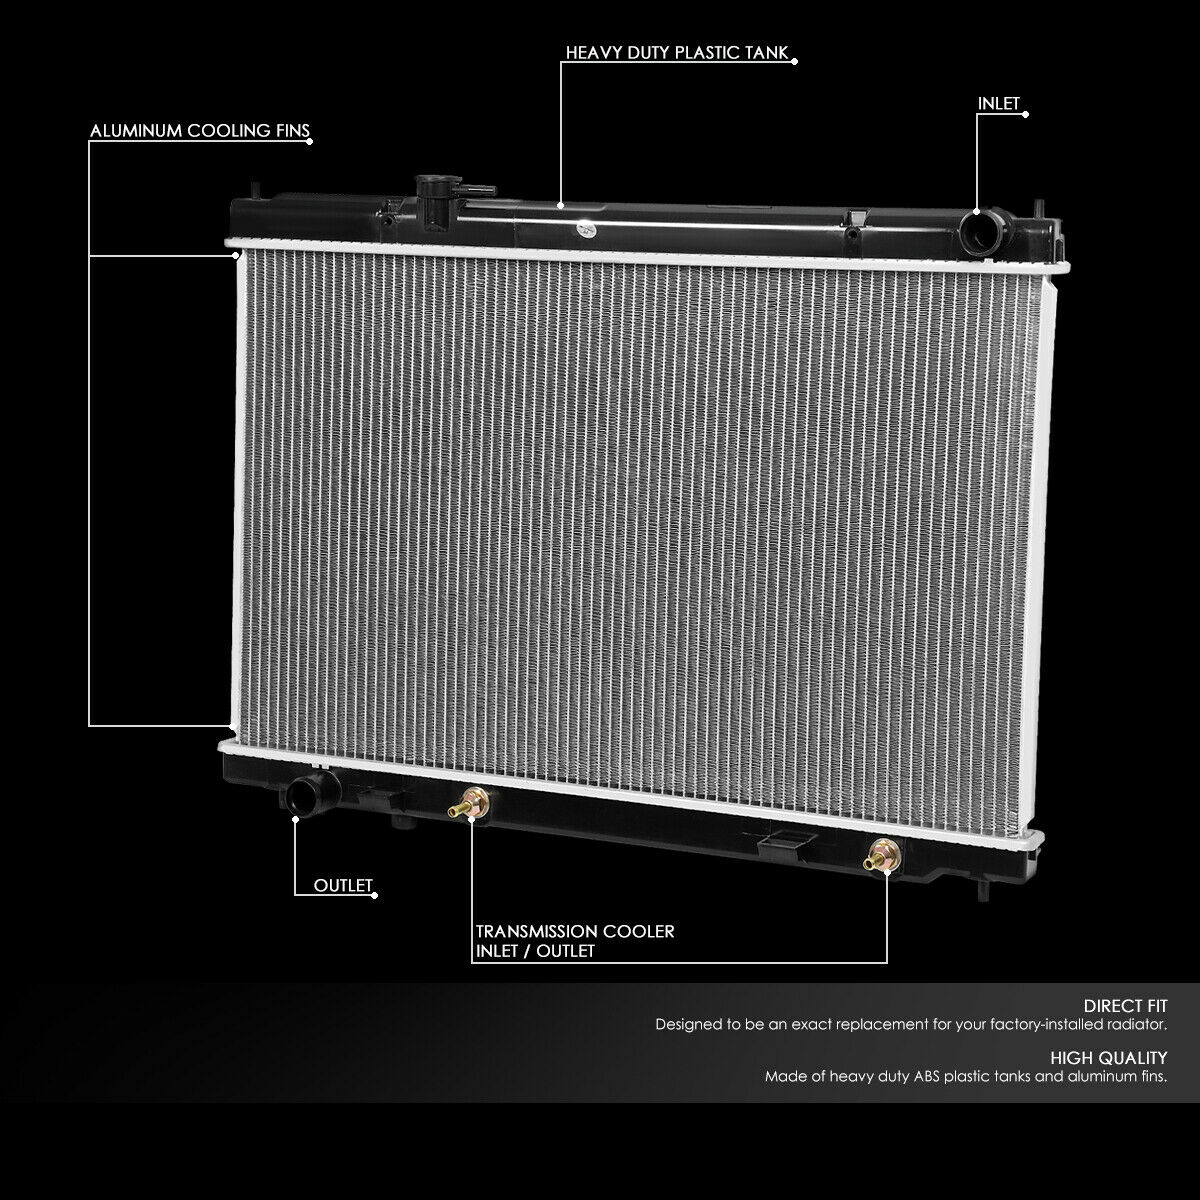 HEAVY DUTY PLASTIC TANK
INLET
ALUMINUM COOLING FINS
OUTLET
TRANSMISSION COOLER
INLET / OUTLET
DIRECT FIT
Designed to be an exact replacement for your factory-installed radiator.
HIGH QUALITY
Made of heavy duty ABS plastic tanks and aluminum fins.